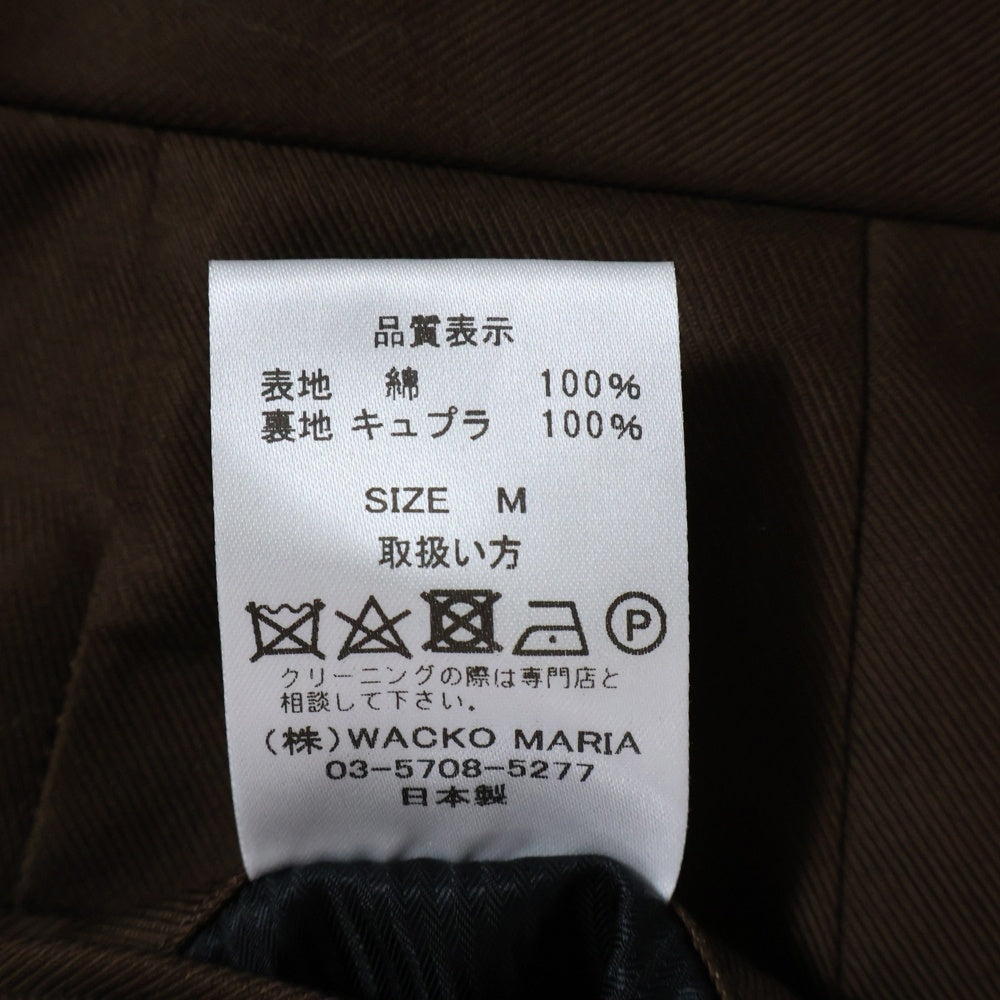 品質表示
表地 綿 100%
裏地 キュプラ 100%
SIZE M
取扱い方
P
クリーニングの際は専門店と
相談して下さい。
(株)WACKO MARIA
03-5708-5277
日本製